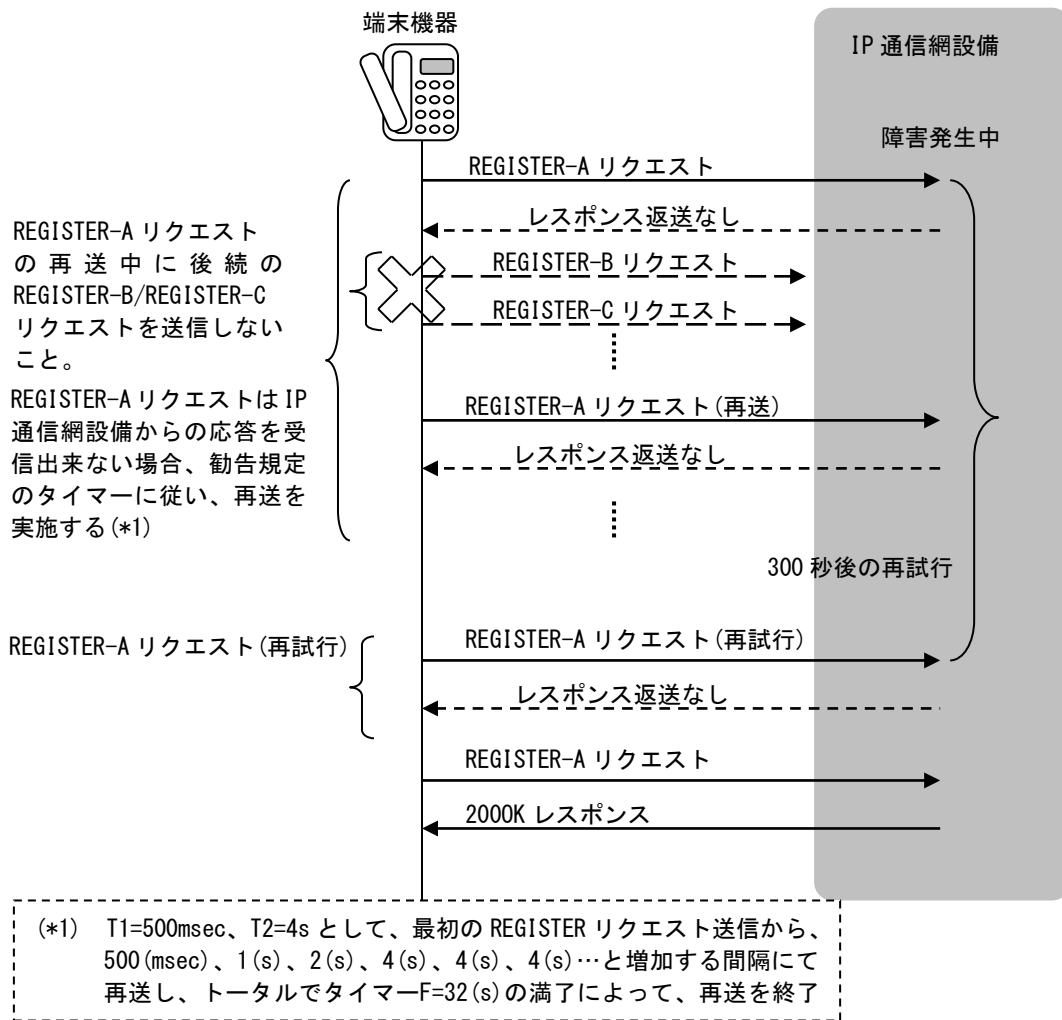 端末機器
IP 通信網設備
障害発生中
REGISTER-A リクエスト
レスポンス返送なし
REGISTER-A リクエスト
の再送中に後続の
REGISTER-B/REGISTER-C
リクエストを送信しない
こと。
REGISTER-B リクエスト
REGISTER-C リクエスト
REGISTER-A リクエストは IP
通信網設備からの応答を受
信出来ない場合、勧告規定
のタイマーに従い、再送を
実施する(*1)
REGISTER-A リクエスト(再送)
レスポンス返送なし
300 秒後の再試行
REGISTER-A リクエスト(再試行)
REGISTER-A リクエスト(再試行)
レスポンス返送なし
REGISTER-A リクエスト
200OK レスポンス
(*1) T1=500msec、T2=4s として、最初の REGISTER リクエスト送信から、
500(msec)、1(s)、2(s)、4(s)、4(s)、4(s)…と増加する間隔にて
再送し、トータルでタイマーF=32(s)の満了によって、再送を終了